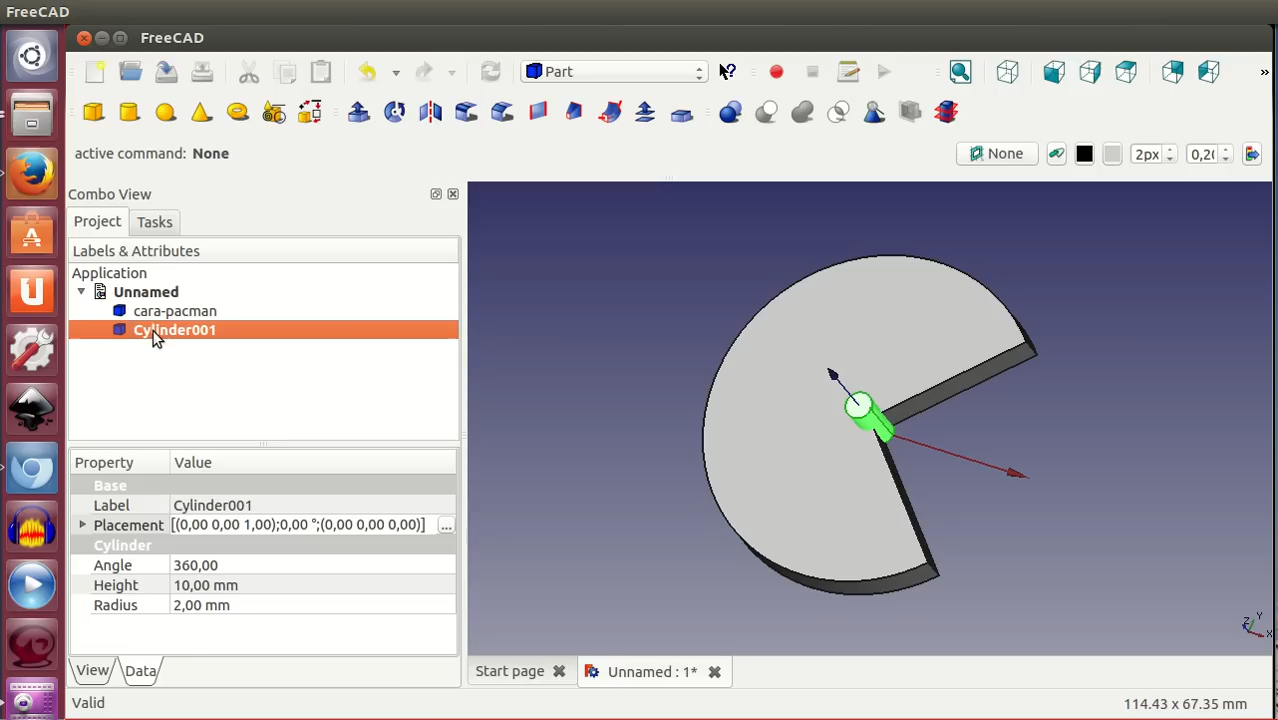 FreeCAD
FreeCAD
Part
active command: None
None
2px
0,20
Combo View
Project
Tasks
Labels & Attributes
Application
Unnamed
cara-pacman
Cylinder001
Property
Value
Base
Label
Cylinder001
Placement
[(0,00 0,00 1,00);0,00 °;(0,00 0,00 0,00)]
...
Cylinder
Angle
360,00
Height
10,00 mm
Radius
2,00 mm
View
Data
Start page
Unnamed : 1*
Valid
114.43 x 67.35 mm
Z
Y
X